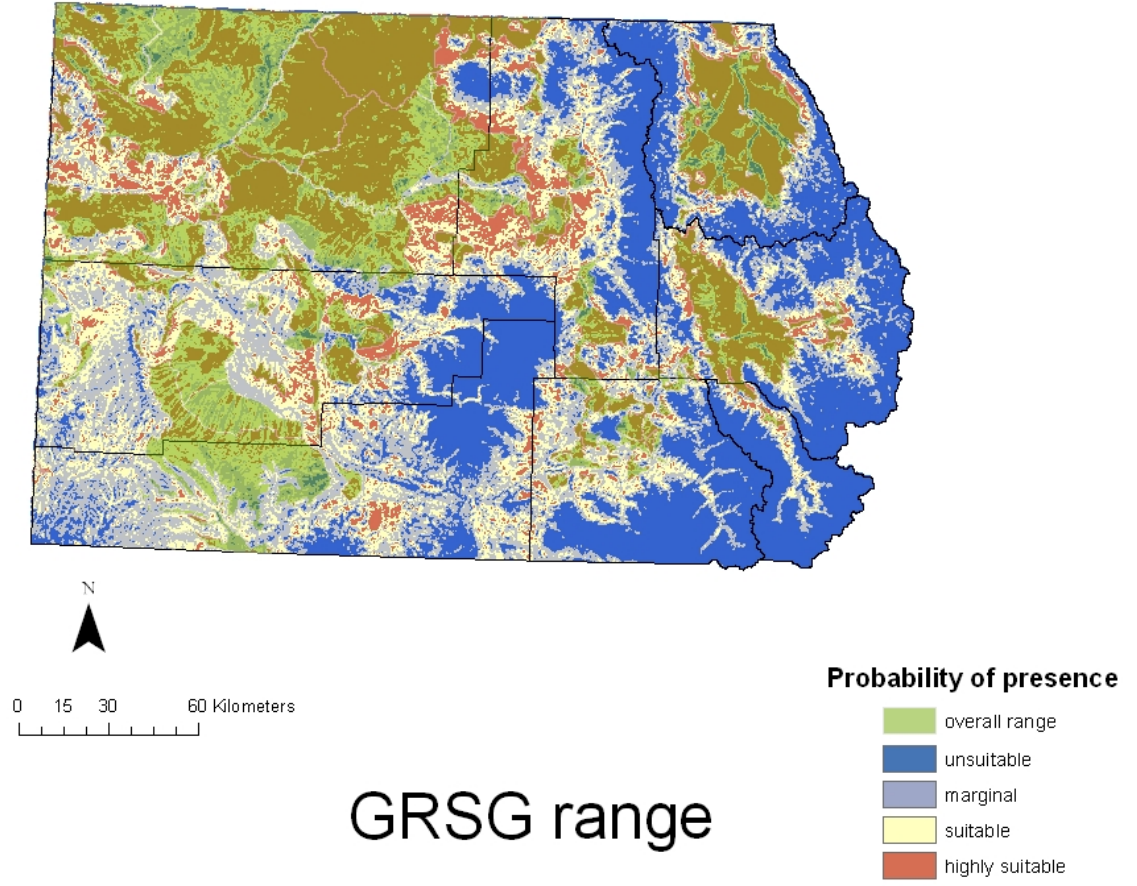 N
0 15 30 60 Kilometers
Probability of presence
overall range
unsuitable
marginal
suitable
highly suitable
GRSG range